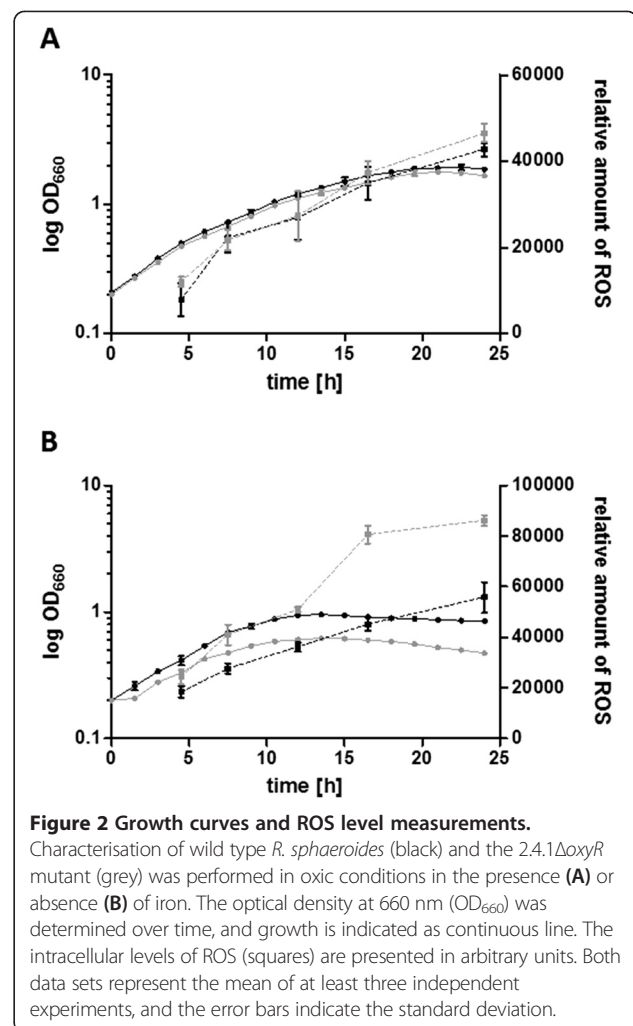 A
10
1
0.1
log OD660
60000
40000
20000
0
relative amount of ROS
0 5 10 15 20 25
time [h]
B
10
1
0.1
log OD660
100000
80000
60000
40000
20000
0
relative amount of ROS
0 5 10 15 20 25
time [h]
Figure 2 Growth curves and ROS level measurements.
Characterisation of wild type R. sphaeroides (black) and the 2.4.1ΔoxyR
mutant (grey) was performed in oxic conditions in the presence (A) or
absence (B) of iron. The optical density at 660 nm (OD660) was
determined over time, and growth is indicated as continuous line. The
intracellular levels of ROS (squares) are presented in arbitrary units. Both
data sets represent the mean of at least three independent
experiments, and the error bars indicate the standard deviation.